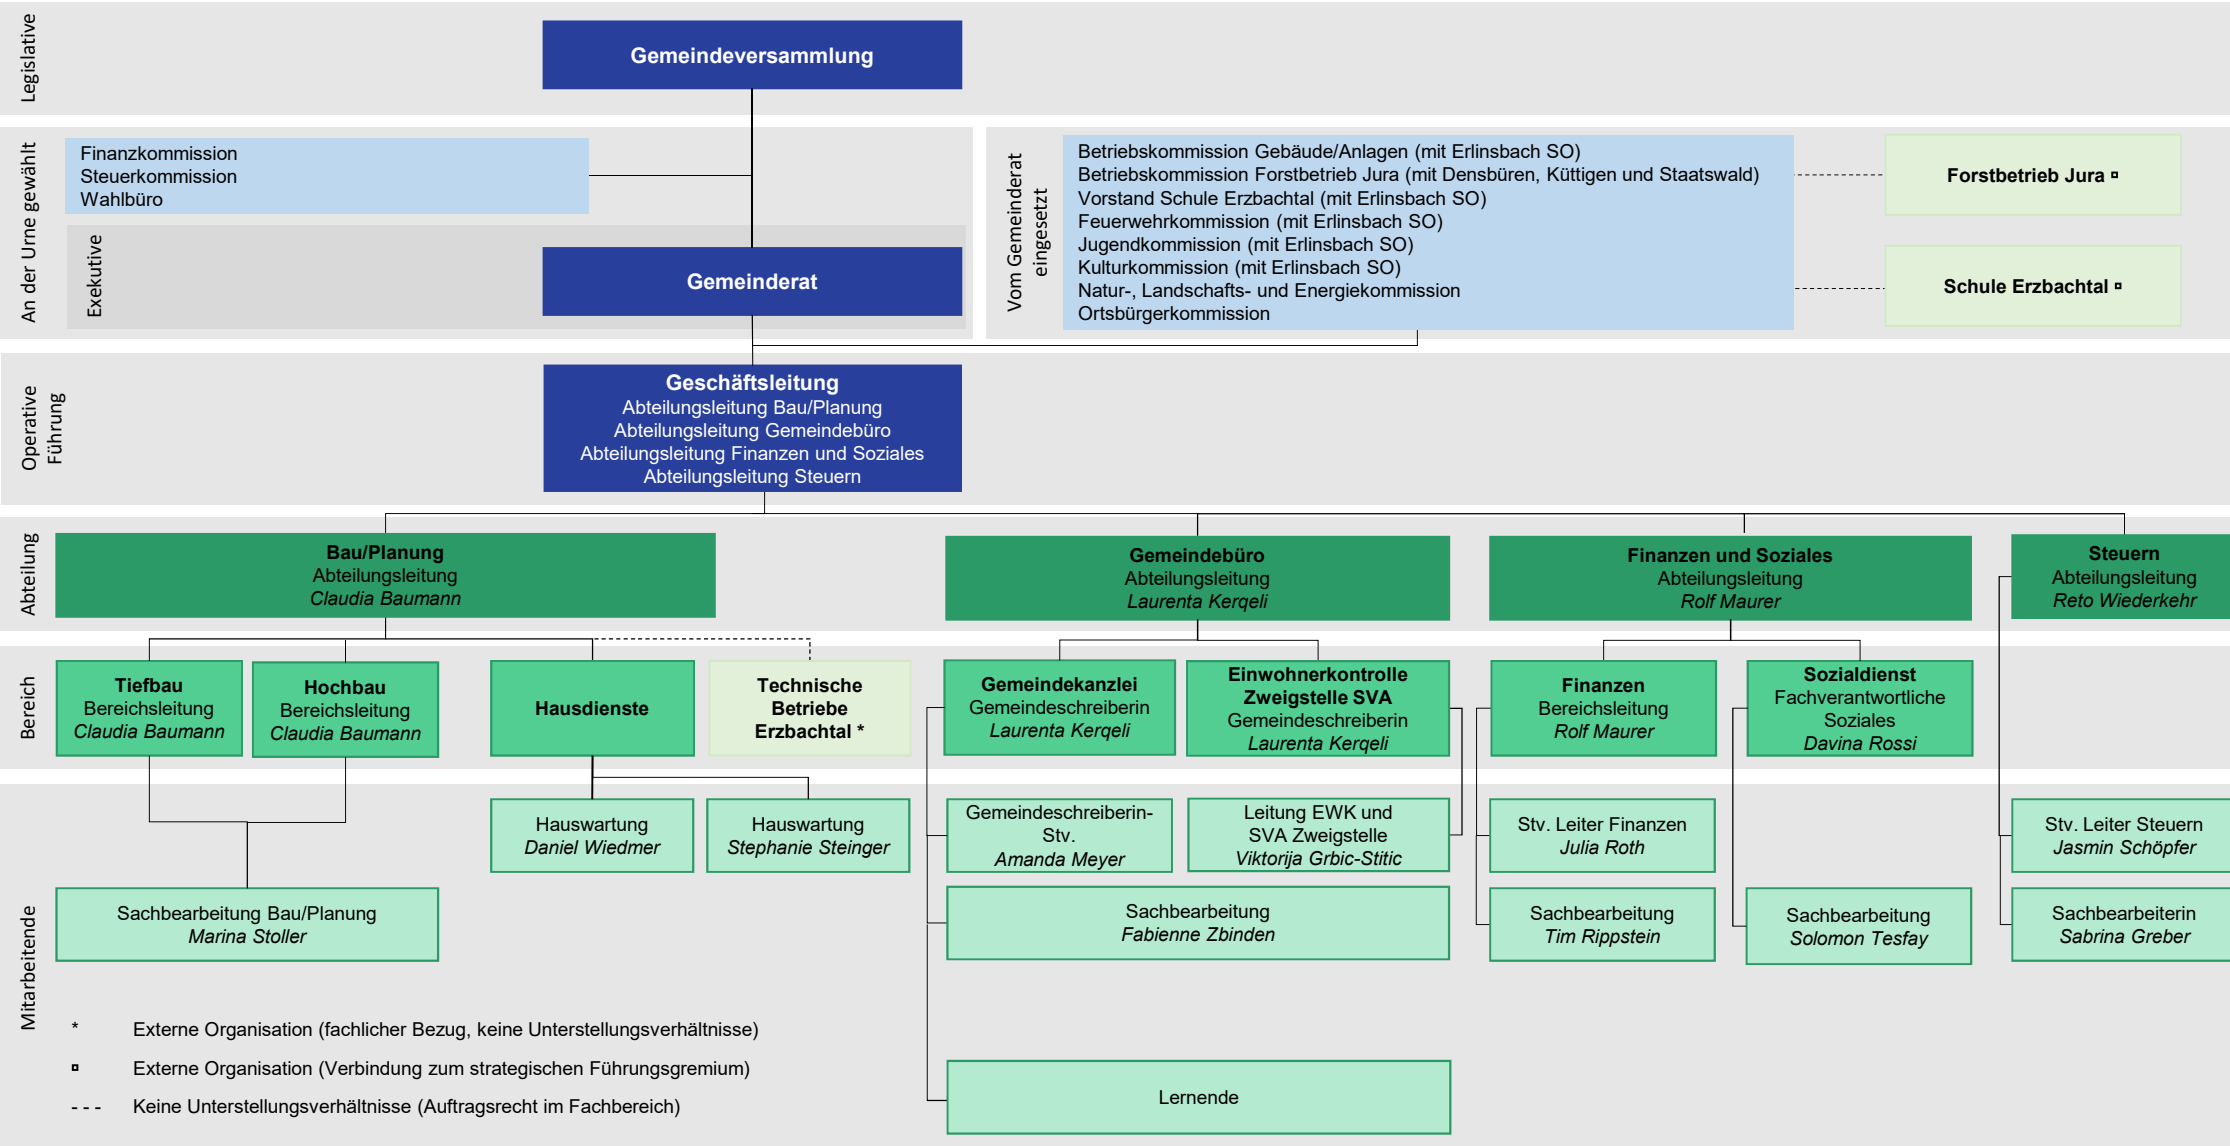 Legislative
Gemeindeversammlung
An der Urne gewählt
Finanzkommission
Steuerkommission
Wahlbüro
Exekutive
Gemeinderat
Vom Gemeinderat
eingesetzt
Betriebskommission Gebäude/Anlagen (mit Erlinsbach SO)
Betriebskommission Forstbetrieb Jura (mit Densbüren, Küttigen und Staatswald)
Vorstand Schule Erzbachtal (mit Erlinsbach SO)
Feuerwehrkommission (mit Erlinsbach SO)
Jugendkommission (mit Erlinsbach SO)
Kulturkommission (mit Erlinsbach SO)
Natur-, Landschafts- und Energiekommission
Ortsbürgerkommission
Forstbetrieb Jura ¤
Schule Erzbachtal ¤
Operative
Führung
Geschäftsleitung
Abteilungsleitung Bau/Planung
Abteilungsleitung Gemeindebüro
Abteilungsleitung Finanzen und Soziales
Abteilungsleitung Steuern
Abteilung
Bau/Planung
Abteilungsleitung
Claudia Baumann
Gemeindebüro
Abteilungsleitung
Laurenta Kerqeli
Finanzen und Soziales
Abteilungsleitung
Rolf Maurer
Steuern
Abteilungsleitung
Reto Wiederkehr
Bereich
Tiefbau
Bereichsleitung
Claudia Baumann
Hochbau
Bereichsleitung
Claudia Baumann
Hausdienste
Technische
Betriebe
Erzbachtal *
Gemeindekanzlei
Gemeindeschreiberin
Laurenta Kerqeli
Einwohnerkontrolle
Zweigstelle SVA
Gemeindeschreiberin
Laurenta Kerqeli
Finanzen
Bereichsleitung
Rolf Maurer
Sozialdienst
Fachverantwortliche
Soziales
Davina Rossi
Mitarbeitende
Hauswartung
Daniel Wiedmer
Hauswartung
Stephanie Steinger
Gemeindeschreiberin-
Stv.
Amanda Meyer
Leitung EWK und
SVA Zweigstelle
Viktorija Grbic-Stitic
Stv. Leiter Finanzen
Julia Roth
Stv. Leiter Steuern
Jasmin Schöpfer
Sachbearbeitung Bau/Planung
Marina Stoller
Sachbearbeitung
Fabienne Zbinden
Sachbearbeitung
Tim Rippstein
Sachbearbeitung
Solomon Tesfay
Sachbearbeiterin
Sabrina Greber
Lernende
* Externe Organisation (fachlicher Bezug, keine Unterstellungsverhältnisse)
¤ Externe Organisation (Verbindung zum strategischen Führungsgremium)
- - - Keine Unterstellungsverhältnisse (Auftragsrecht im Fachbereich)